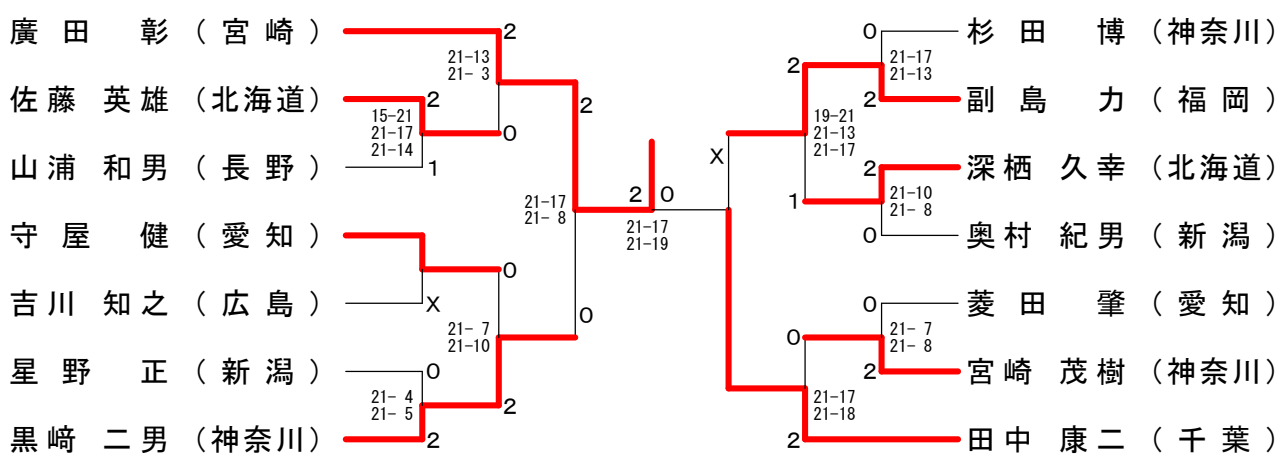 廣田 彰 (宮崎)
2
21-13
21- 3
佐藤 英雄 (北海道)
2
15-21
21-17
21-14
0
山浦 和男 (長野)
1
2
21-17
21- 8
守屋 健 (愛知)
0
吉川 知之 (広島)
X
21- 7
21-10
0
星野 正 (新潟)
0
21- 4
21- 5
2
黒﨑 二男 (神奈川)
2
2 0
21-17
21-19
杉田 博 (神奈川)
0
21-17
21-13
2
副島 力 (福岡)
2
19-21
21-13
21-17
X
深栖 久幸 (北海道)
2
21-10
21- 8
1
奥村 紀男 (新潟)
0
菱田 肇 (愛知)
0
21- 7
21- 8
0
宮崎 茂樹 (神奈川)
2
21-17
21-18
田中 康二 (千葉)
2